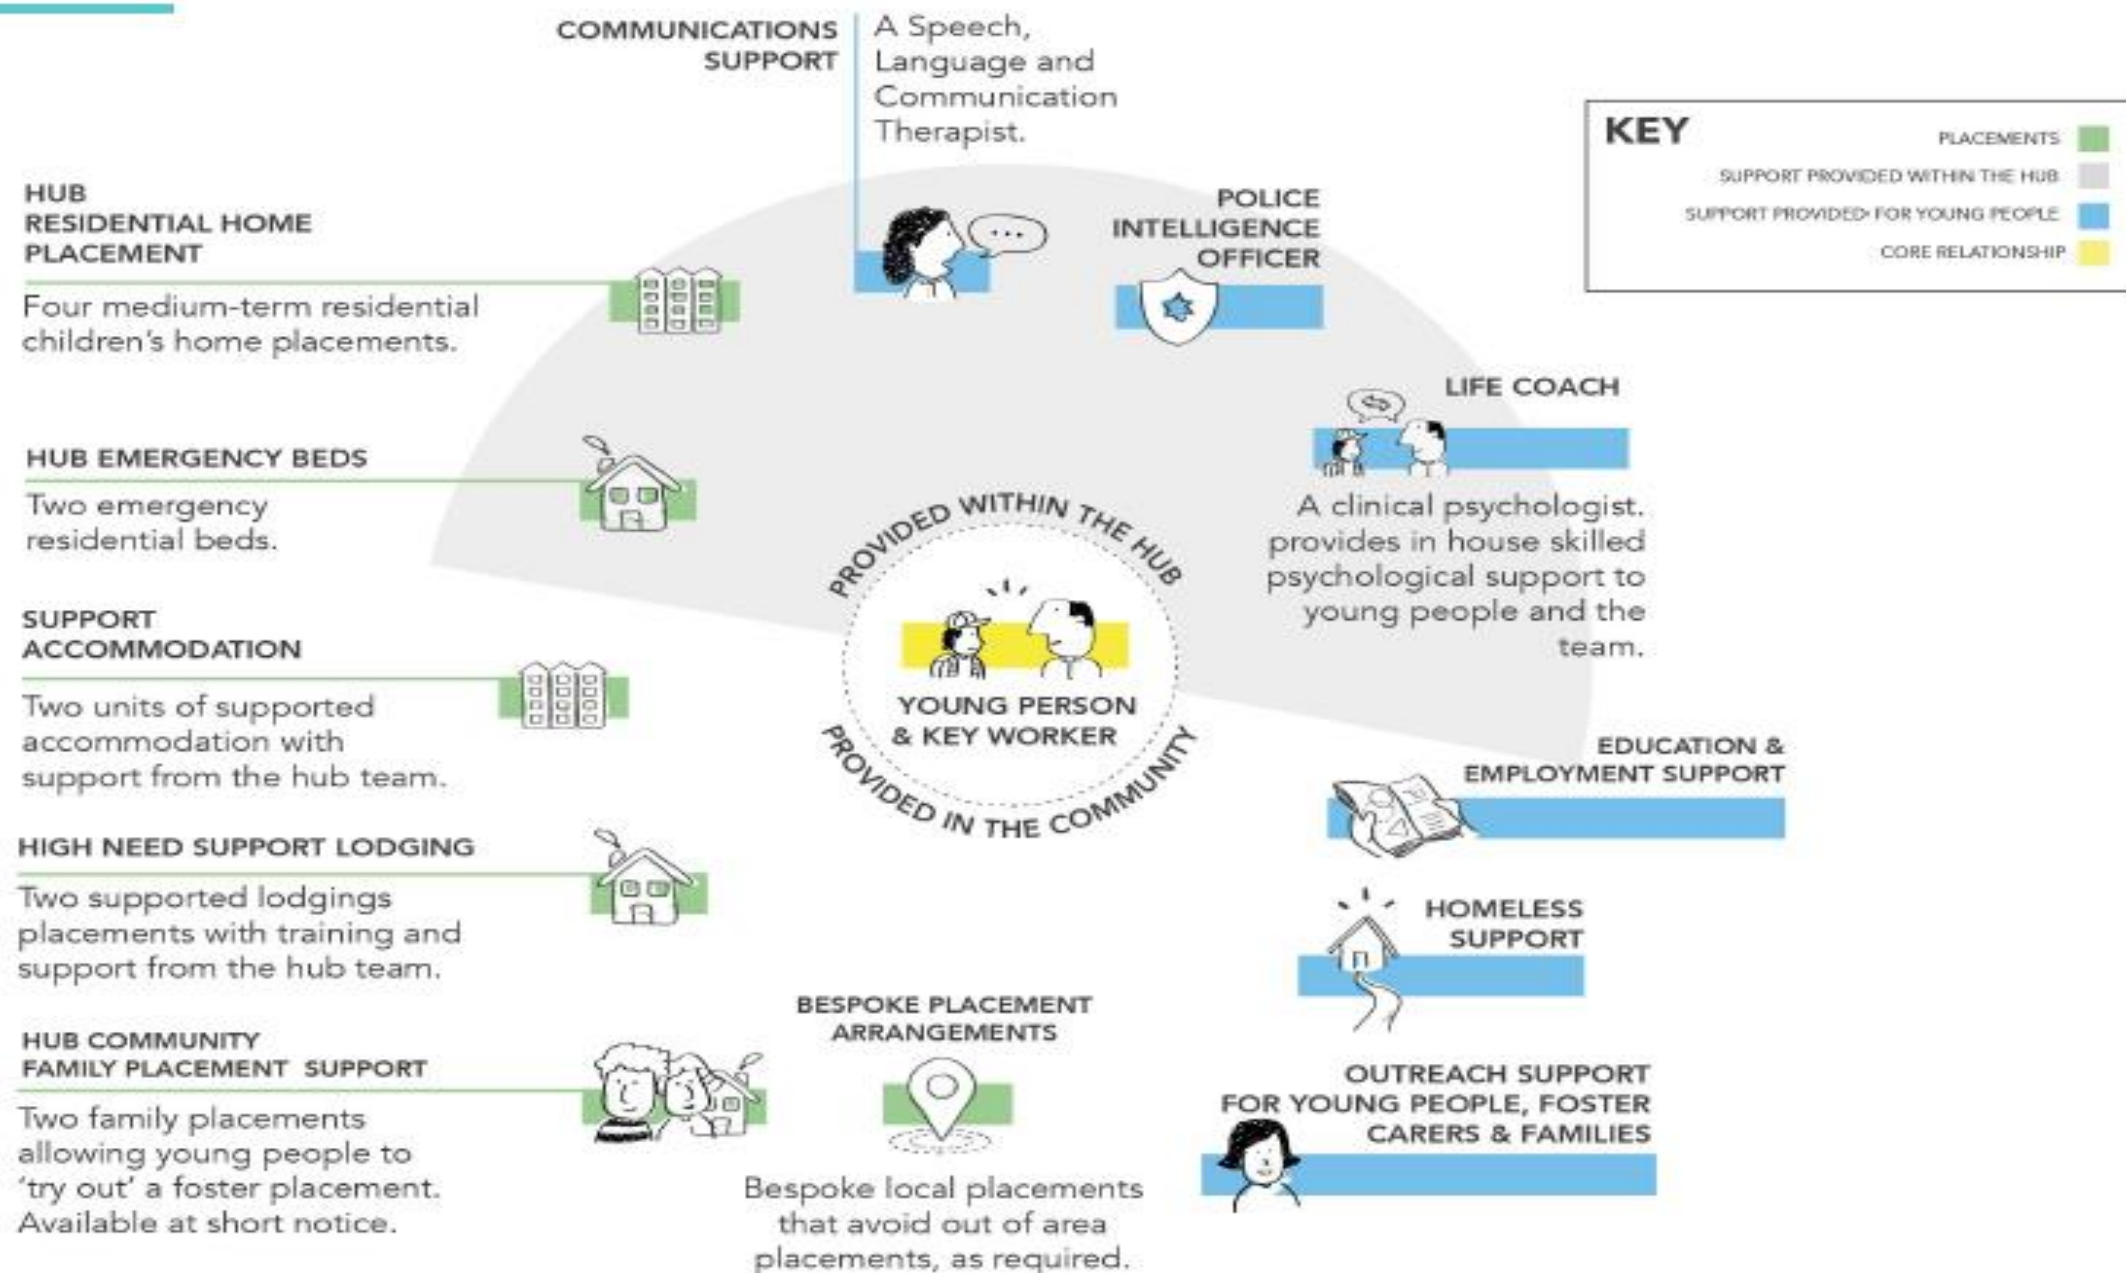 COMMUNICATIONS
SUPPORT
A Speech,
Language and
Communication
Therapist.
KEY
PLACEMENTS
SUPPORT PROVIDED WITHIN THE HUB
SUPPORT PROVIDED FOR YOUNG PEOPLE
CORE RELATIONSHIP
HUB
RESIDENTIAL HOME
PLACEMENT
Four medium-term residential
children's home placements.
POLICE
INTELLIGENCE
OFFICER
LIFE COACH
A clinical psychologist.
provides in house skilled
psychological support to
young people and the
team.
HUB EMERGENCY BEDS
Two emergency
residential beds.
PROVIDED WITHIN THE HUB
YOUNG PERSON
& KEY WORKER
PROVIDED IN THE COMMUNITY
SUPPORT
ACCOMMODATION
Two units of supported
accommodation with
support from the hub team.
EDUCATION &
EMPLOYMENT SUPPORT
HIGH NEED SUPPORT LODGING
Two supported lodgings
placements with training and
support from the hub team.
HOMELESS
SUPPORT
HUB COMMUNITY
FAMILY PLACEMENT SUPPORT
Two family placements
allowing young people to
'try out' a foster placement.
Available at short notice.
BESPOKE PLACEMENT
ARRANGEMENTS
Bespoke local placements
that avoid out of area
placements, as required.
OUTREACH SUPPORT
FOR YOUNG PEOPLE, FOSTER
CARERS & FAMILIES